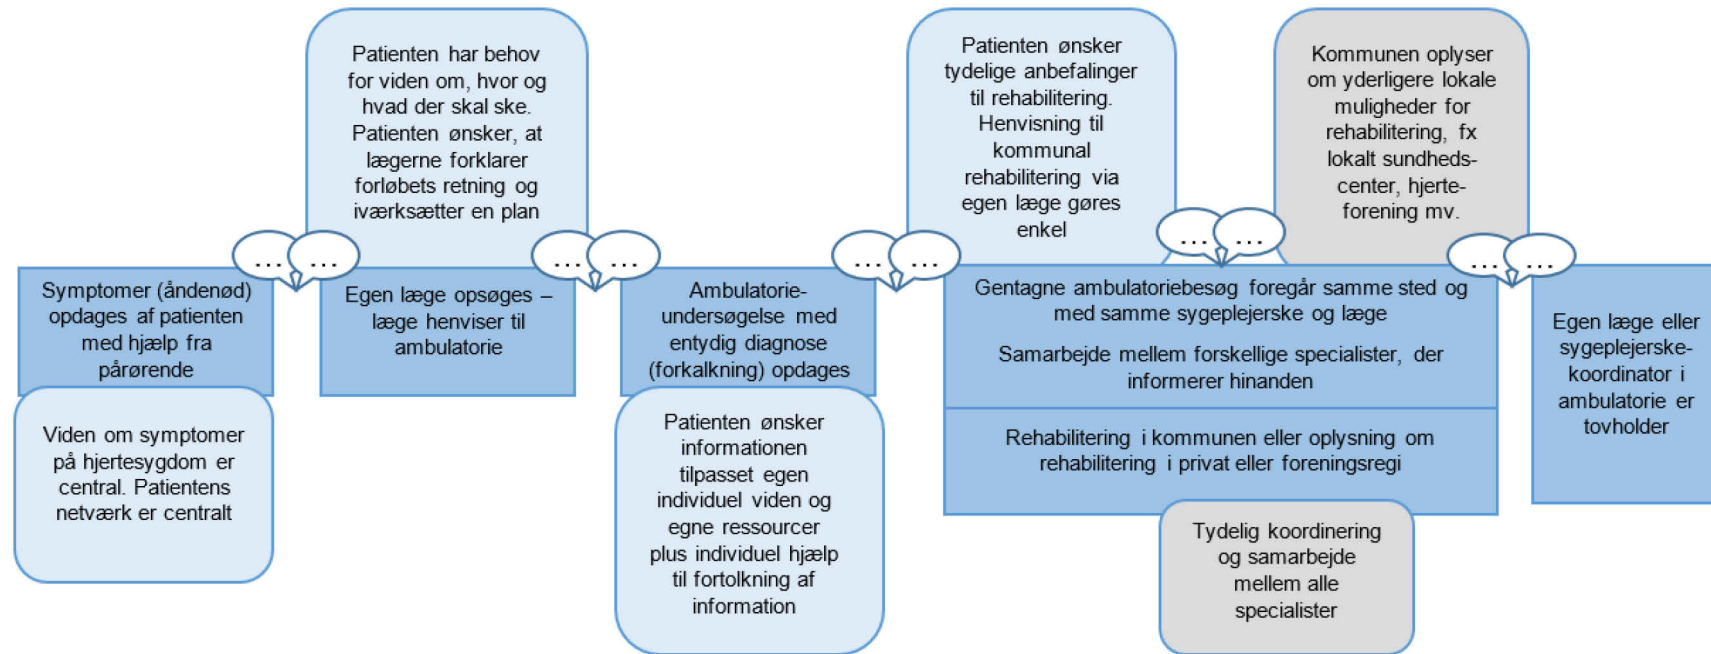 Patienten har behov
for viden om, hvor og
hvad der skal ske.
Patienten ønsker, at
lægerne forklarer
forløbets retning og
iværksætter en plan
Patienten ønsker
tydelige anbefalinger
til rehabilitering.
Henvisning til
kommunal
rehabilitering via
egen læge gøres
enkel
Kommunen oplyser
om yderligere lokale
muligheder for
rehabilitering, fx
lokalt sundheds-
center, hjerte-
forening mv.
... ...
... ...
... ...
... ...
... ...
Symptomer (åndenød)
opdages af patienten
med hjælp fra
pårørende
Egen læge opsøges –
læge henviser til
ambulatorie
Ambulatorie-
undersøgelse med
entydig diagnose
(forkalkning) opdages
Gentagne ambulatoriebesøg foregår samme sted og
med samme sygeplejerske og læge
Samarbejde mellem forskellige specialister, der
informerer hinanden
Rehabilitering i kommunen eller oplysning om
rehabilitering i privat eller foreningsregi
Egen læge eller
sygeplejerske-
koordinator i
ambulatorie er
tovholder
Viden om symptomer
på hjertesygdom er
central. Patientens
netværk er centralt
Patienten ønsker
informationen
tilpasset egen
individuel viden og
egne ressourcer
plus individuel hjælp
til fortolkning af
information
Tydelig koordinering
og samarbejde
mellem alle
specialister